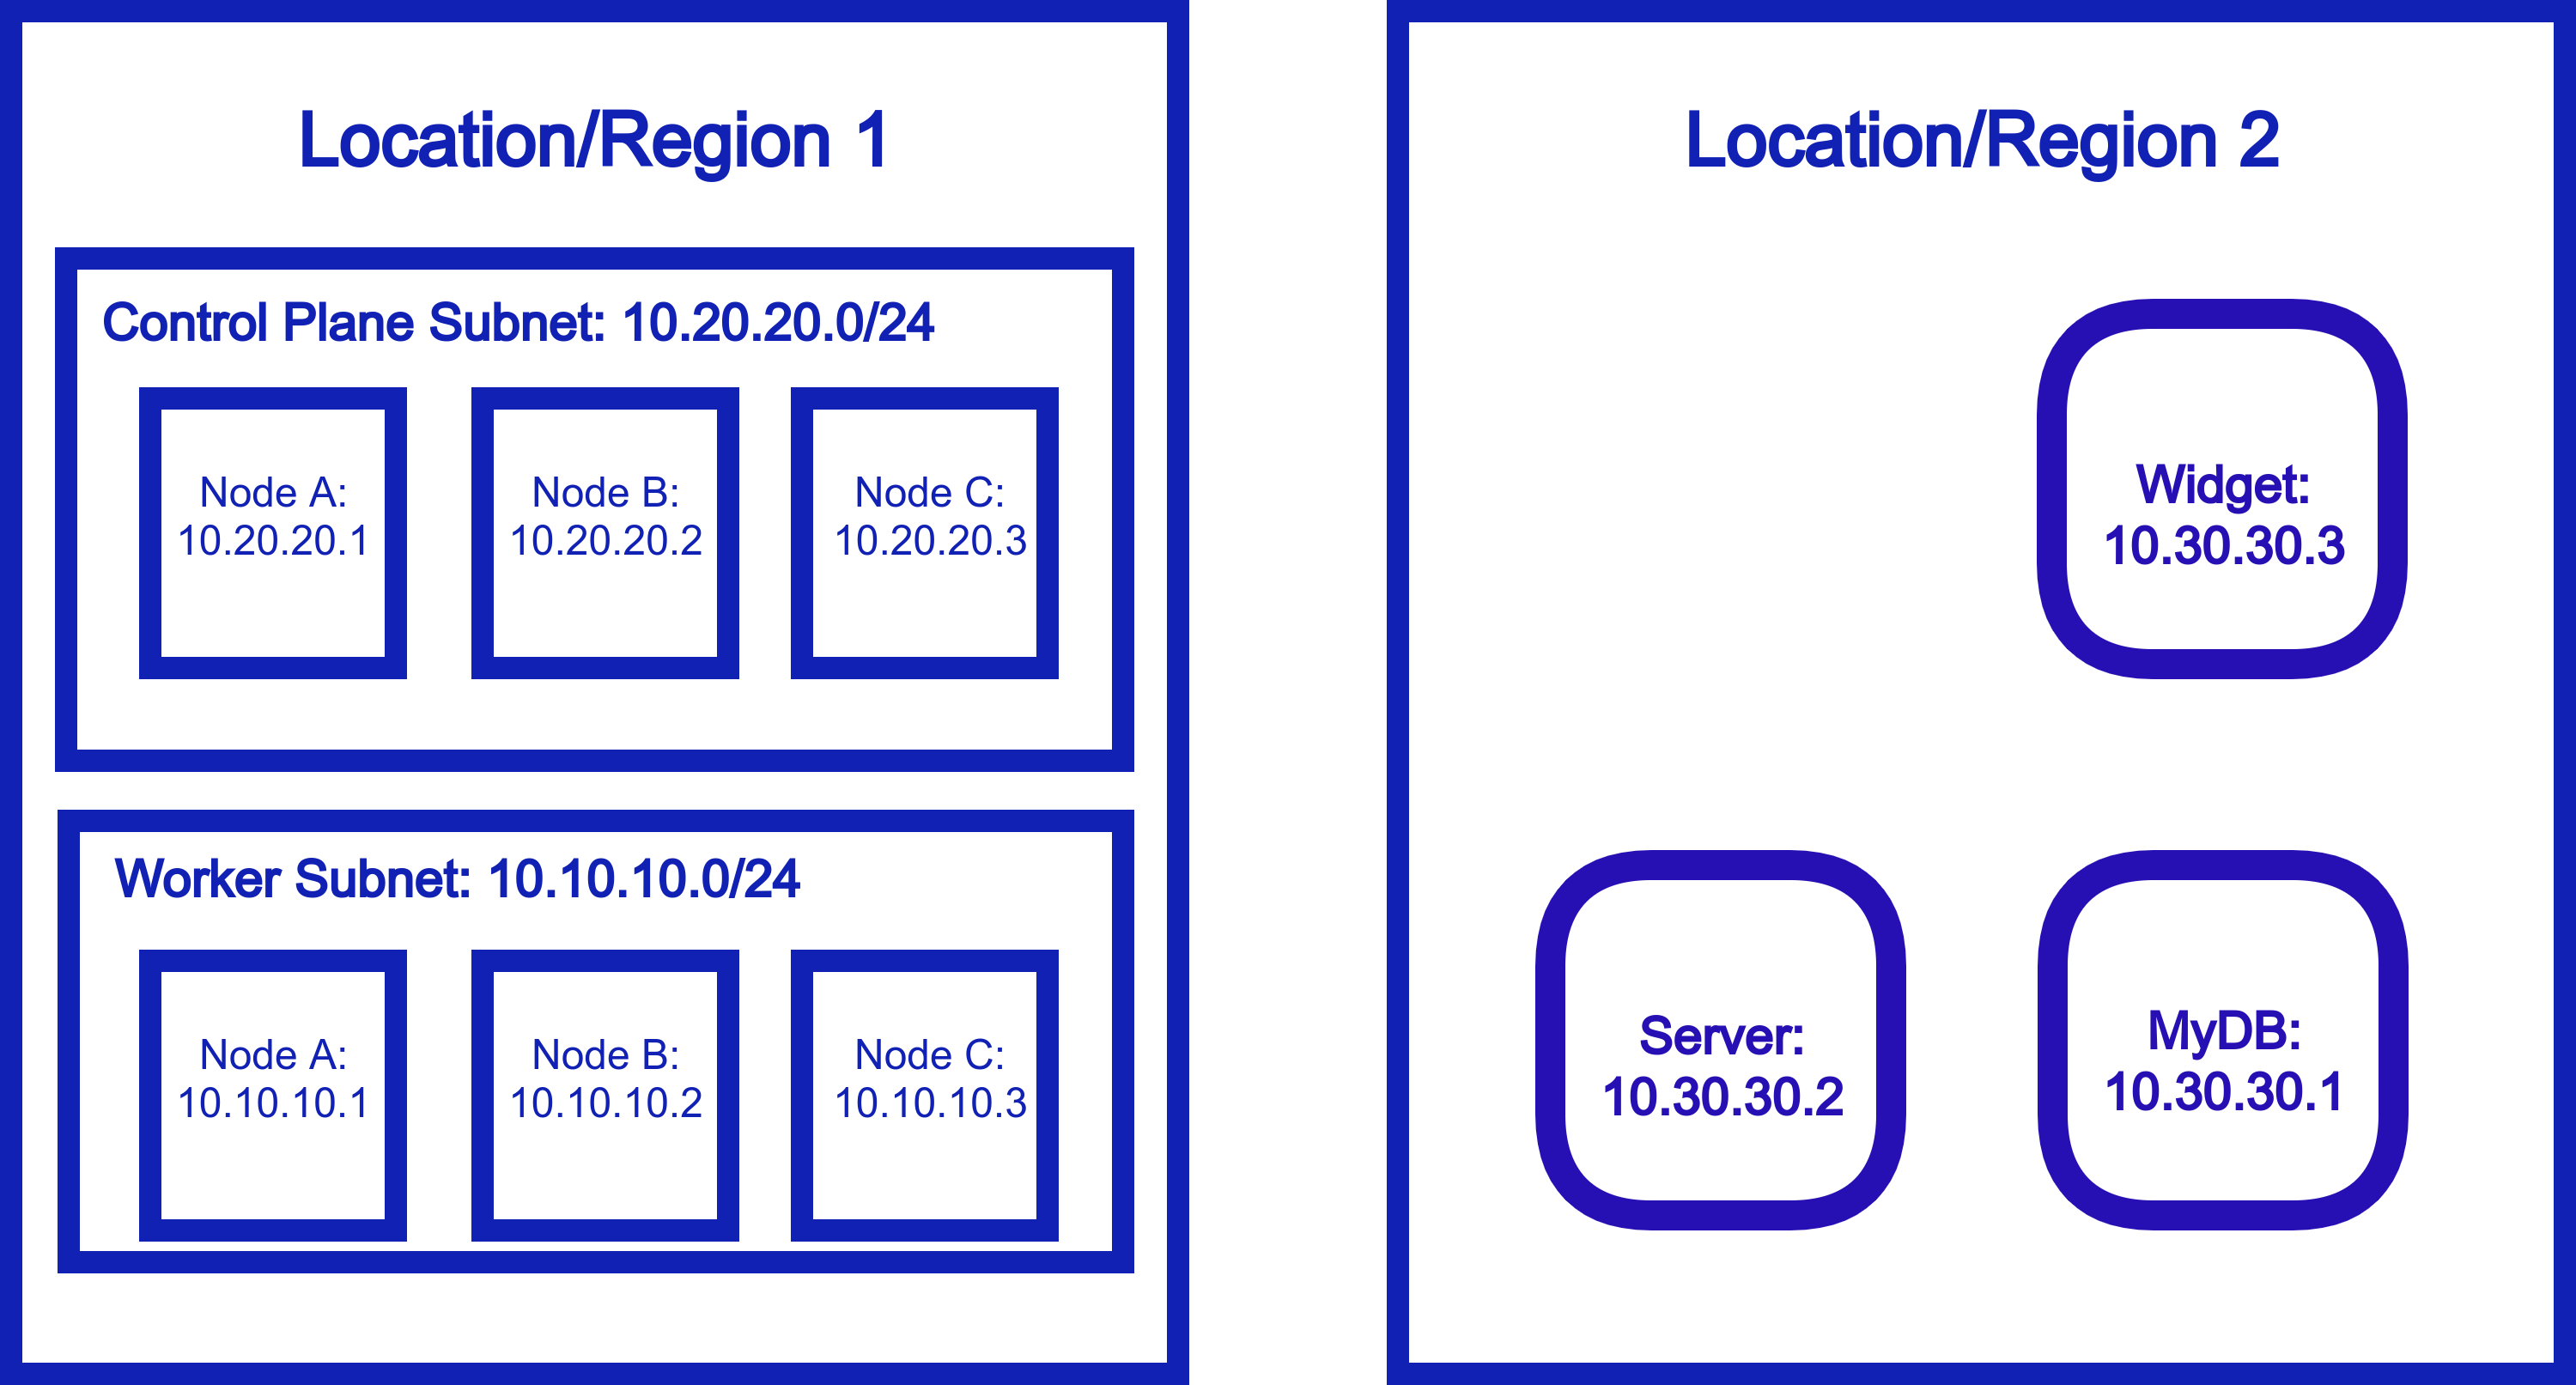 Location/Region 1
Control Plane Subnet: 10.20.20.0/24
Node A:
10.20.20.1
Node B:
10.20.20.2
Node C:
10.20.20.3
Worker Subnet: 10.10.10.0/24
Node A:
10.10.10.1
Node B:
10.10.10.2
Node C:
10.10.10.3
Location/Region 2
Widget:
10.30.30.3
Server:
10.30.30.2
MyDB:
10.30.30.1